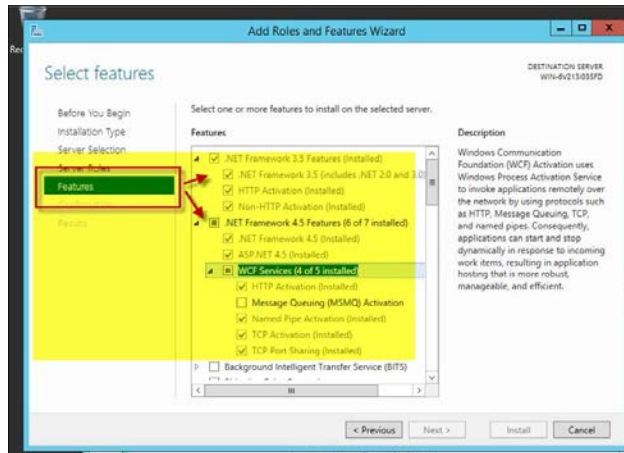 Add Roles and Features Wizard
Select features
DESTINATION SERVER
Before You Begin
Installation Type
Server Selection
Server Roles
Features
Confirmation
Results
Select one or more features to install on the selected server.
Features
.NET Framework 3.5 Features (Installed)
.NET Framework 3.5 (includes .NET 2.0 and 3.0)
HTTP Activation (Installed)
Non-HTTP Activation (Installed)
.NET Framework 4.5 Features (6 of 7 installed)
.NET Framework 4.5 (Installed)
ASP.NET 4.5 (Installed)
WCF Services (4 of 5 installed)
HTTP Activation (Installed)
Message Queuing (MSMQ) Activation
Named Pipe Activation (Installed)
TCP Activation (Installed)
TCP Port Sharing (Installed)
Background Intelligent Transfer Service (BITS)
Description
Windows Communication
Foundation (WCF) Activation uses
Windows Process Activation Service
to invoke applications remotely over
the network by using protocols such
as HTTP, Message Queuing, TCP,
and named pipes. Consequently,
applications can start and stop
dynamically in response to incoming
work items, resulting in application
hosting that is more robust,
manageable, and efficient.
< Previous
Next >
Install
Cancel